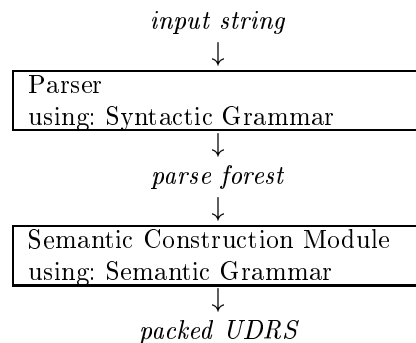 input string
Parser
using: Syntactic Grammar
parse forest
Semantic Construction Module
using: Semantic Grammar
packed UDRS